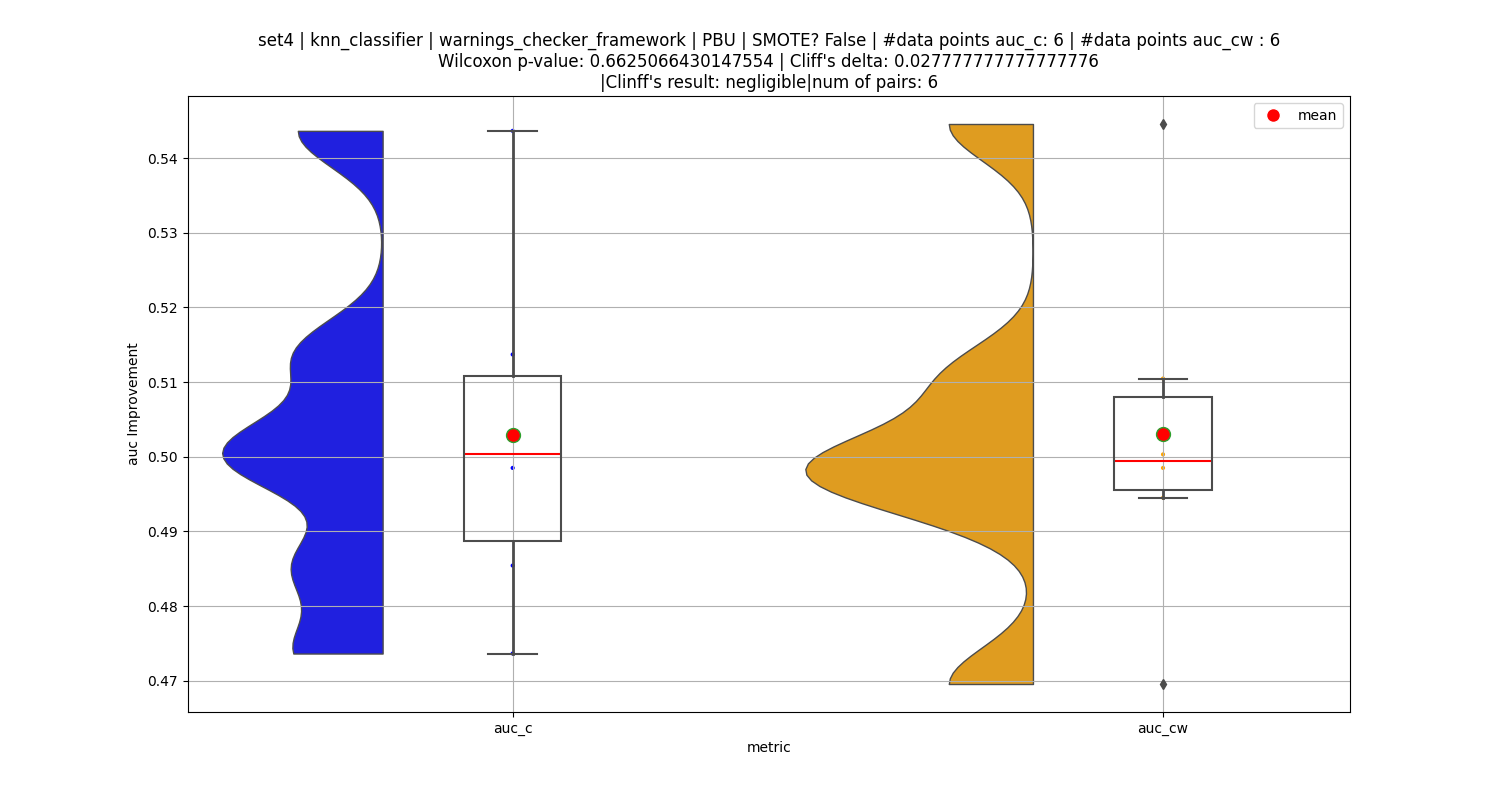 set4 | knn_classifier | warnings_checker_framework | PBU | SMOTE? False | #data points auc_c: 6 | #data points auc_cw : 6
Wilcoxon p-value: 0.6625066430147554 | Cliff's delta: 0.027777777777777776
|Clinff's result: negligible|num of pairs: 6
mean
0.54
0.53
0.52
0.51
0.50
0.49
0.48
0.47
auc Improvement
auc_c
auc_cw
metric